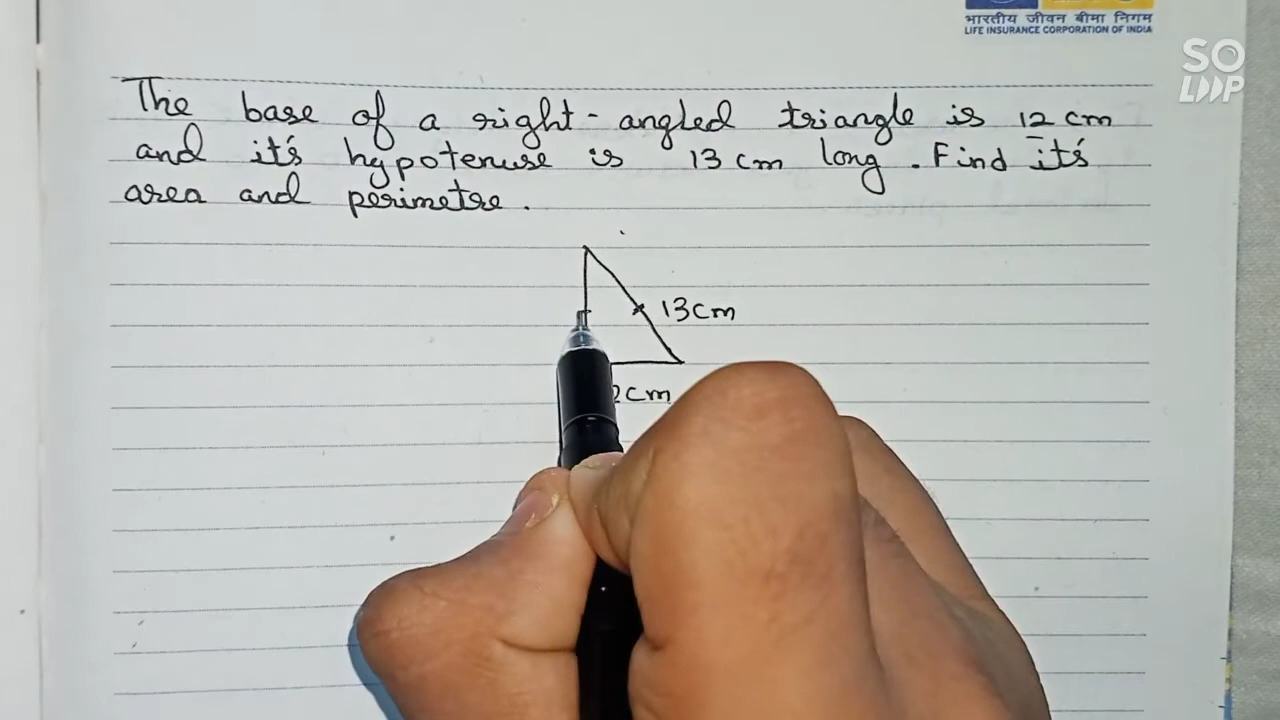 भारतीय जीवन बीमा निगम
LIFE INSURANCE CORPORATION OF INDIA
SO
LOOP
The base of a right-angled triangle is 12 cm
and it's hypotenuse is 13 cm long. Find it's
area and perimetre.
13cm
2cm